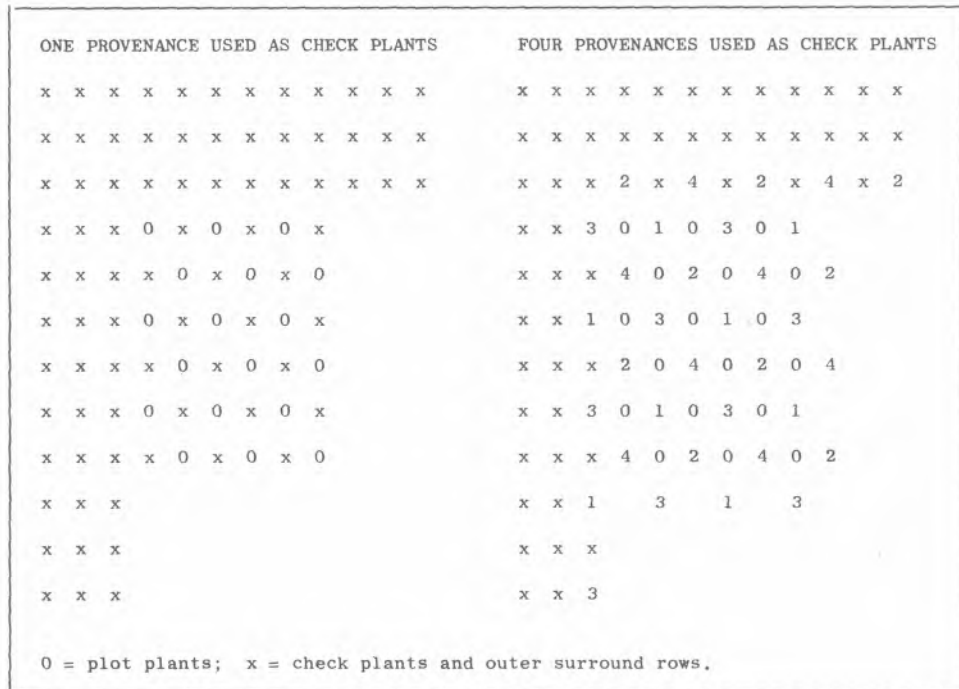 ONE PROVENANCE USED AS CHECK PLANTS
x x x x x x x x x x x x
x x x x x x x x x x x x
x x x x x x x x x x x x
x x x 0 x 0 x 0 x
x x x x 0 x 0 x 0
x x x 0 x 0 x 0 x
x x x x 0 x 0 x 0
x x x 0 x 0 x 0 x
x x x x 0 x 0 x 0
x x x
x x x
x x x
FOUR PROVENANCES USED AS CHECK PLANTS
x x x x x x x x x x x x
x x x x x x x x x x x x
x x x 2 x 4 x 2 x 4 x 2
x x 3 0 1 0 3 0 1
x x x 4 0 2 0 4 0 2
x x 1 0 3 0 1 0 3
x x x 2 0 4 0 2 0 4
x x 3 0 1 0 3 0 1
x x x 4 0 2 0 4 0 2
x x 1 3 1 3
x x x
x x 3
0 = plot plants; x = check plants and outer surround rows.